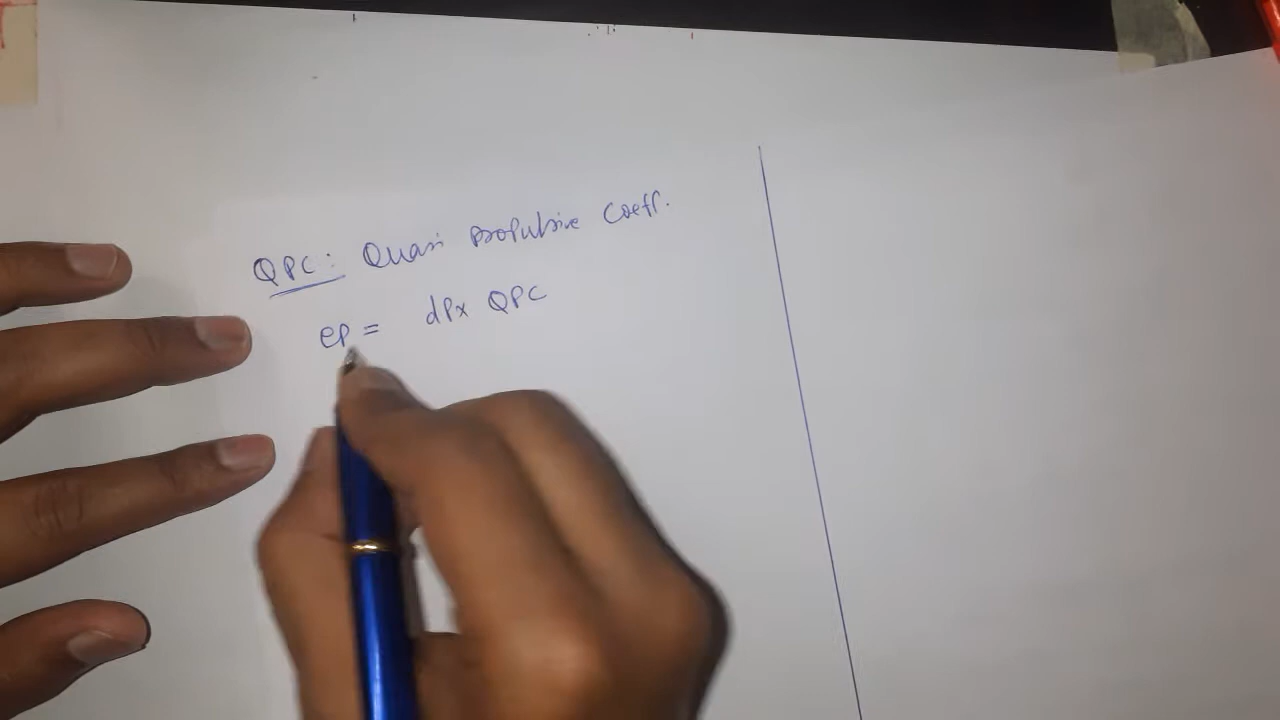 QPC: Quasi propulsive Coeff.
ep = dp x QPC